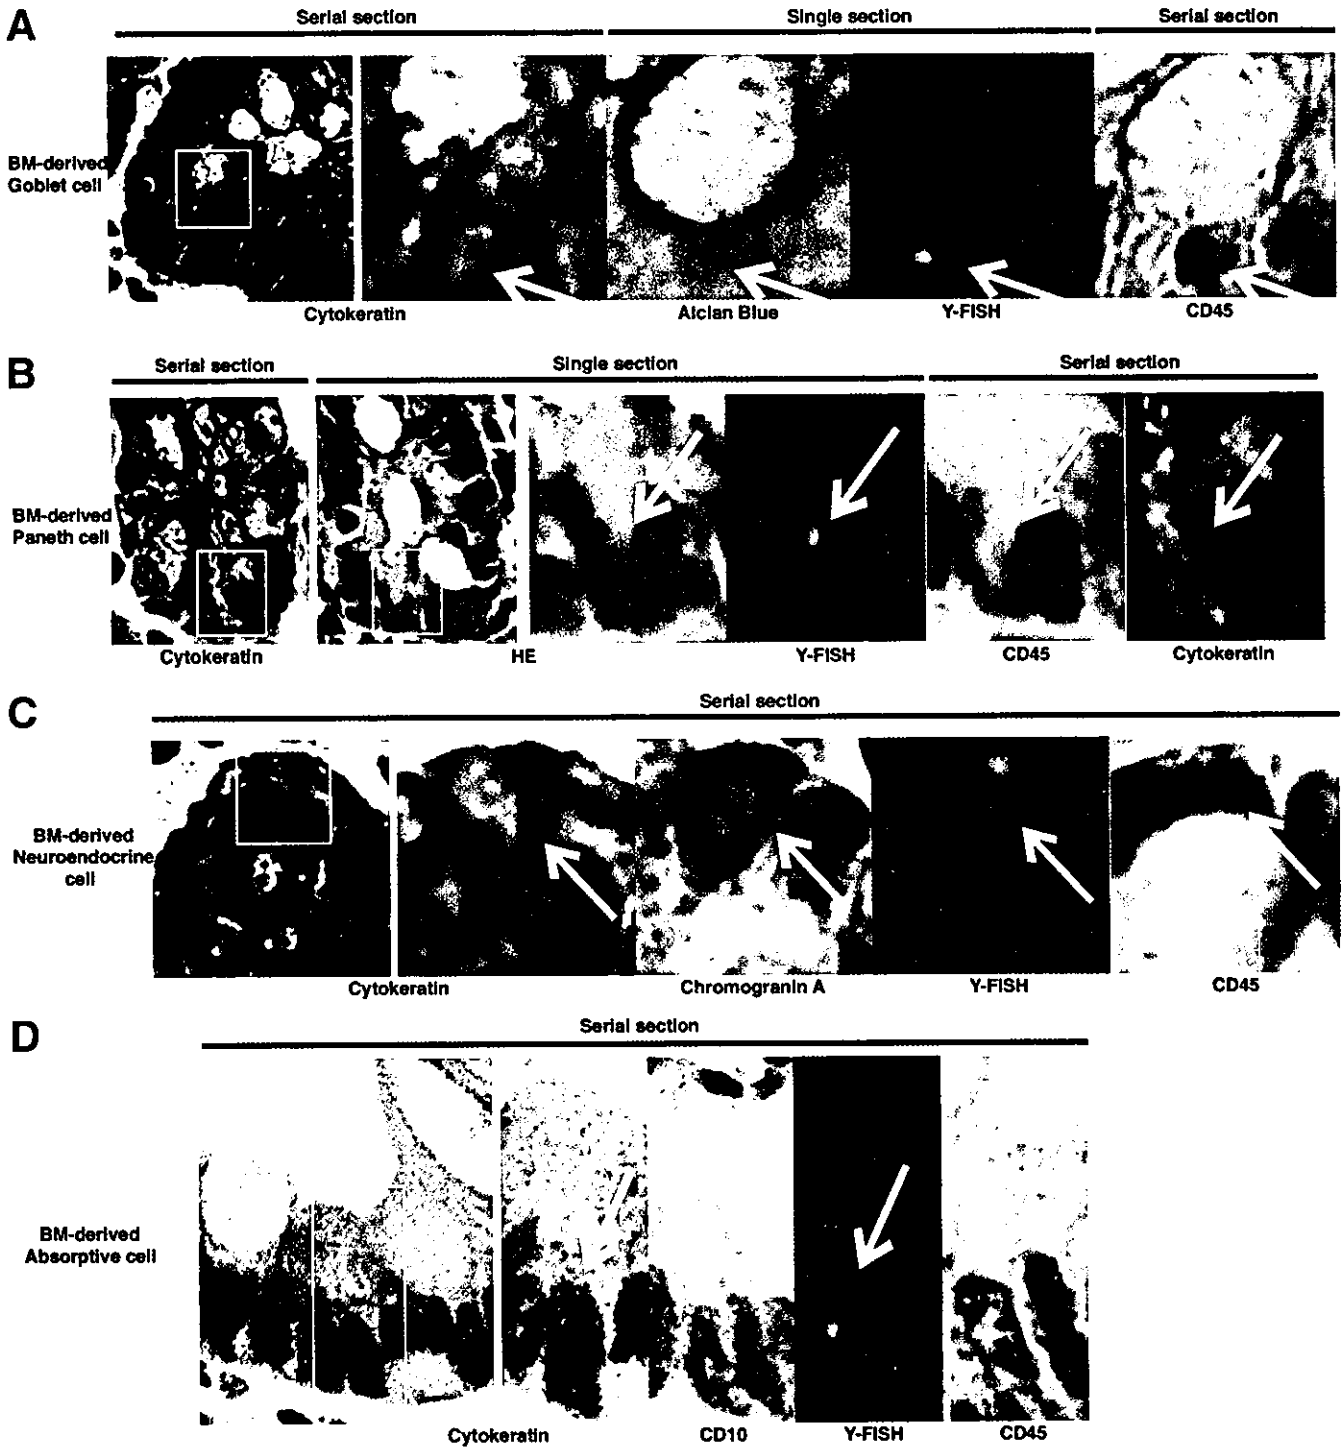 A
Serial section
Single section
Serial section
BM-derived
Goblet cell
Cytokeratin
Alcian Blue
Y-FISH
CD45
B
Serial section
Single section
Serial section
BM-derived
Paneth cell
Cytokeratin
HE
Y-FISH
CD45
Cytokeratin
C
Serial section
BM-derived
Neuroendocrine
cell
Cytokeratin
Chromogranin A
Y-FISH
CD45
D
Serial section
BM-derived
Absorptive cell
Cytokeratin
CD10
Y-FISH
CD45